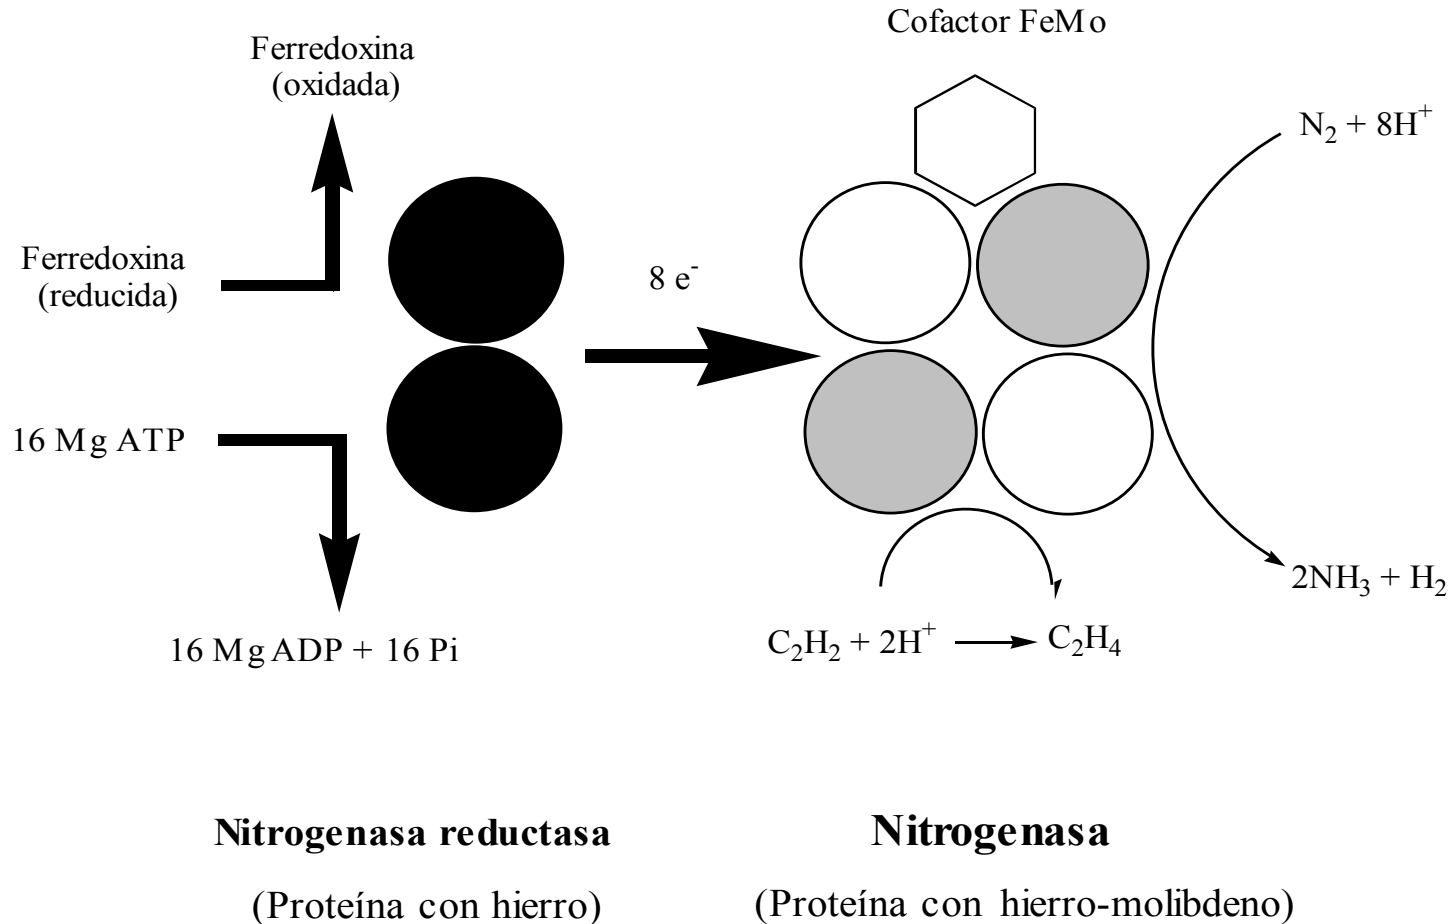 Cofactor FeMo
Ferredoxina
(oxidada)
N₂ + 8H⁺
Ferredoxina
(reducida)
8 e⁻
16 Mg ATP
2NH₃ + H₂
16 Mg ADP + 16 Pi
C₂H₂ + 2H⁺ → C₂H₄
Nitrogenasa reductasa
(Proteína con hierro)
Nitrogenasa
(Proteína con hierro-molibdeno)